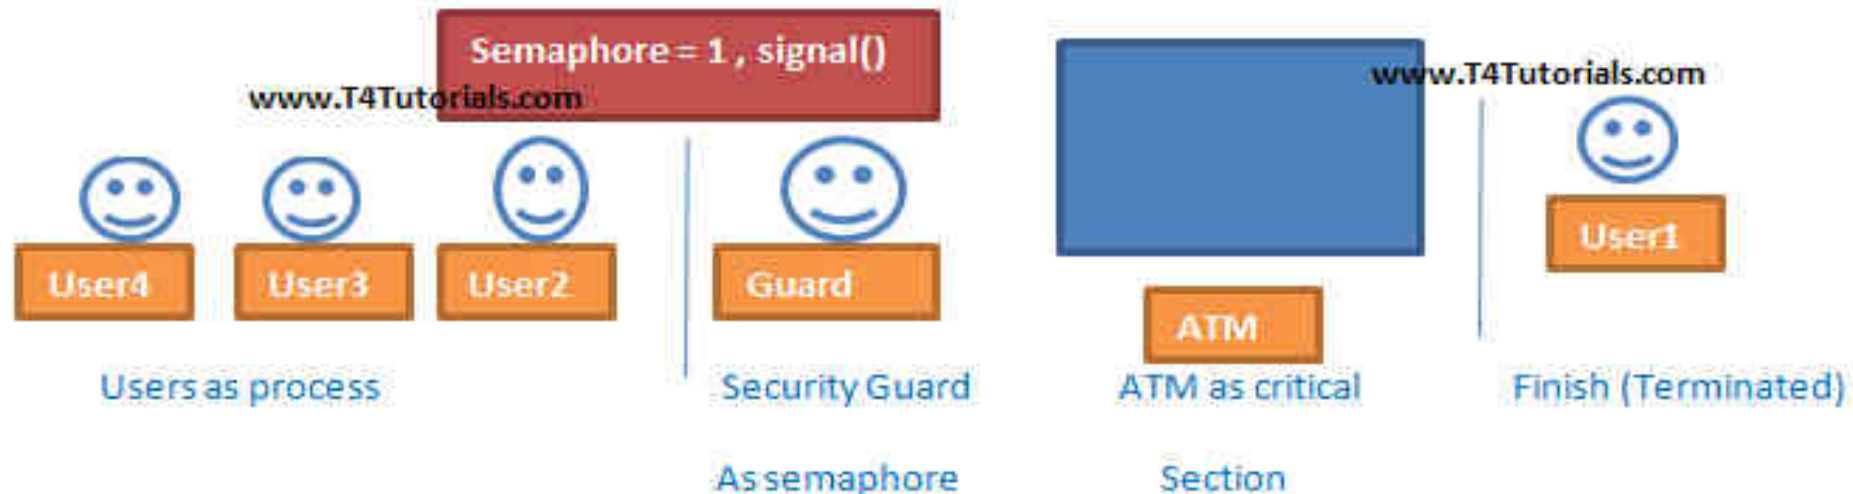 Semaphore = 1 , signal()
www.T4Tutorials.com
www.T4Tutorials.com
User4
User3
User2
Guard
ATM
User1
Users as process
Security Guard
As semaphore
ATM as critical
Section
Finish (Terminated)